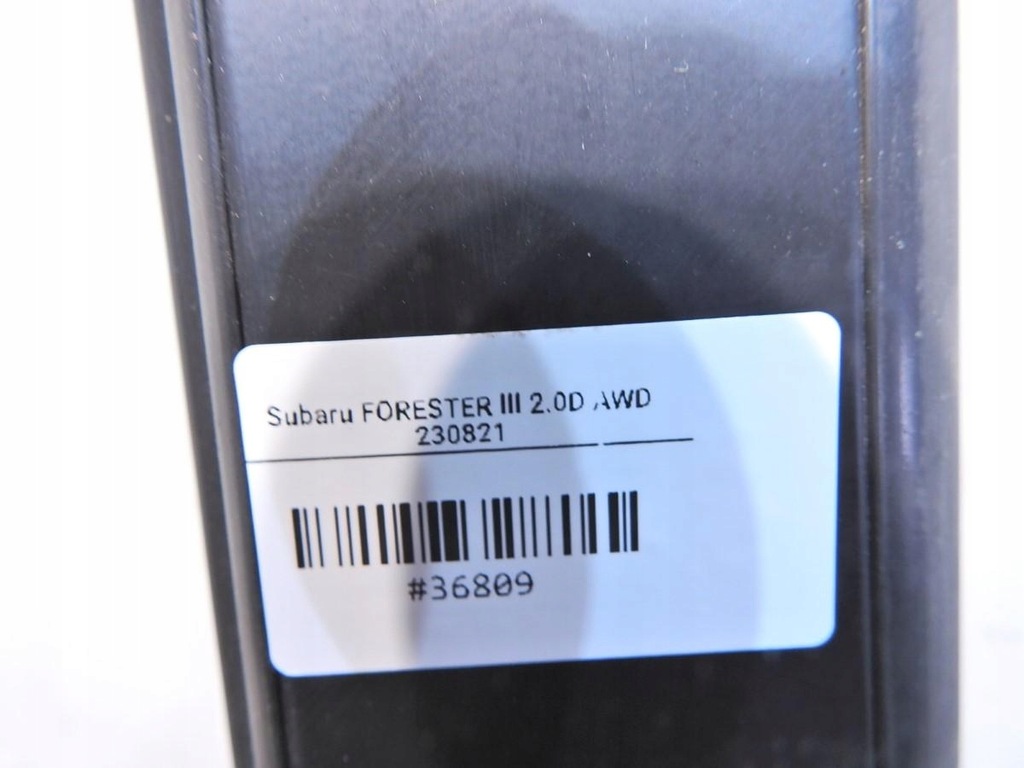 Subaru FORESTER III 2.0D AWD
230821
#36809